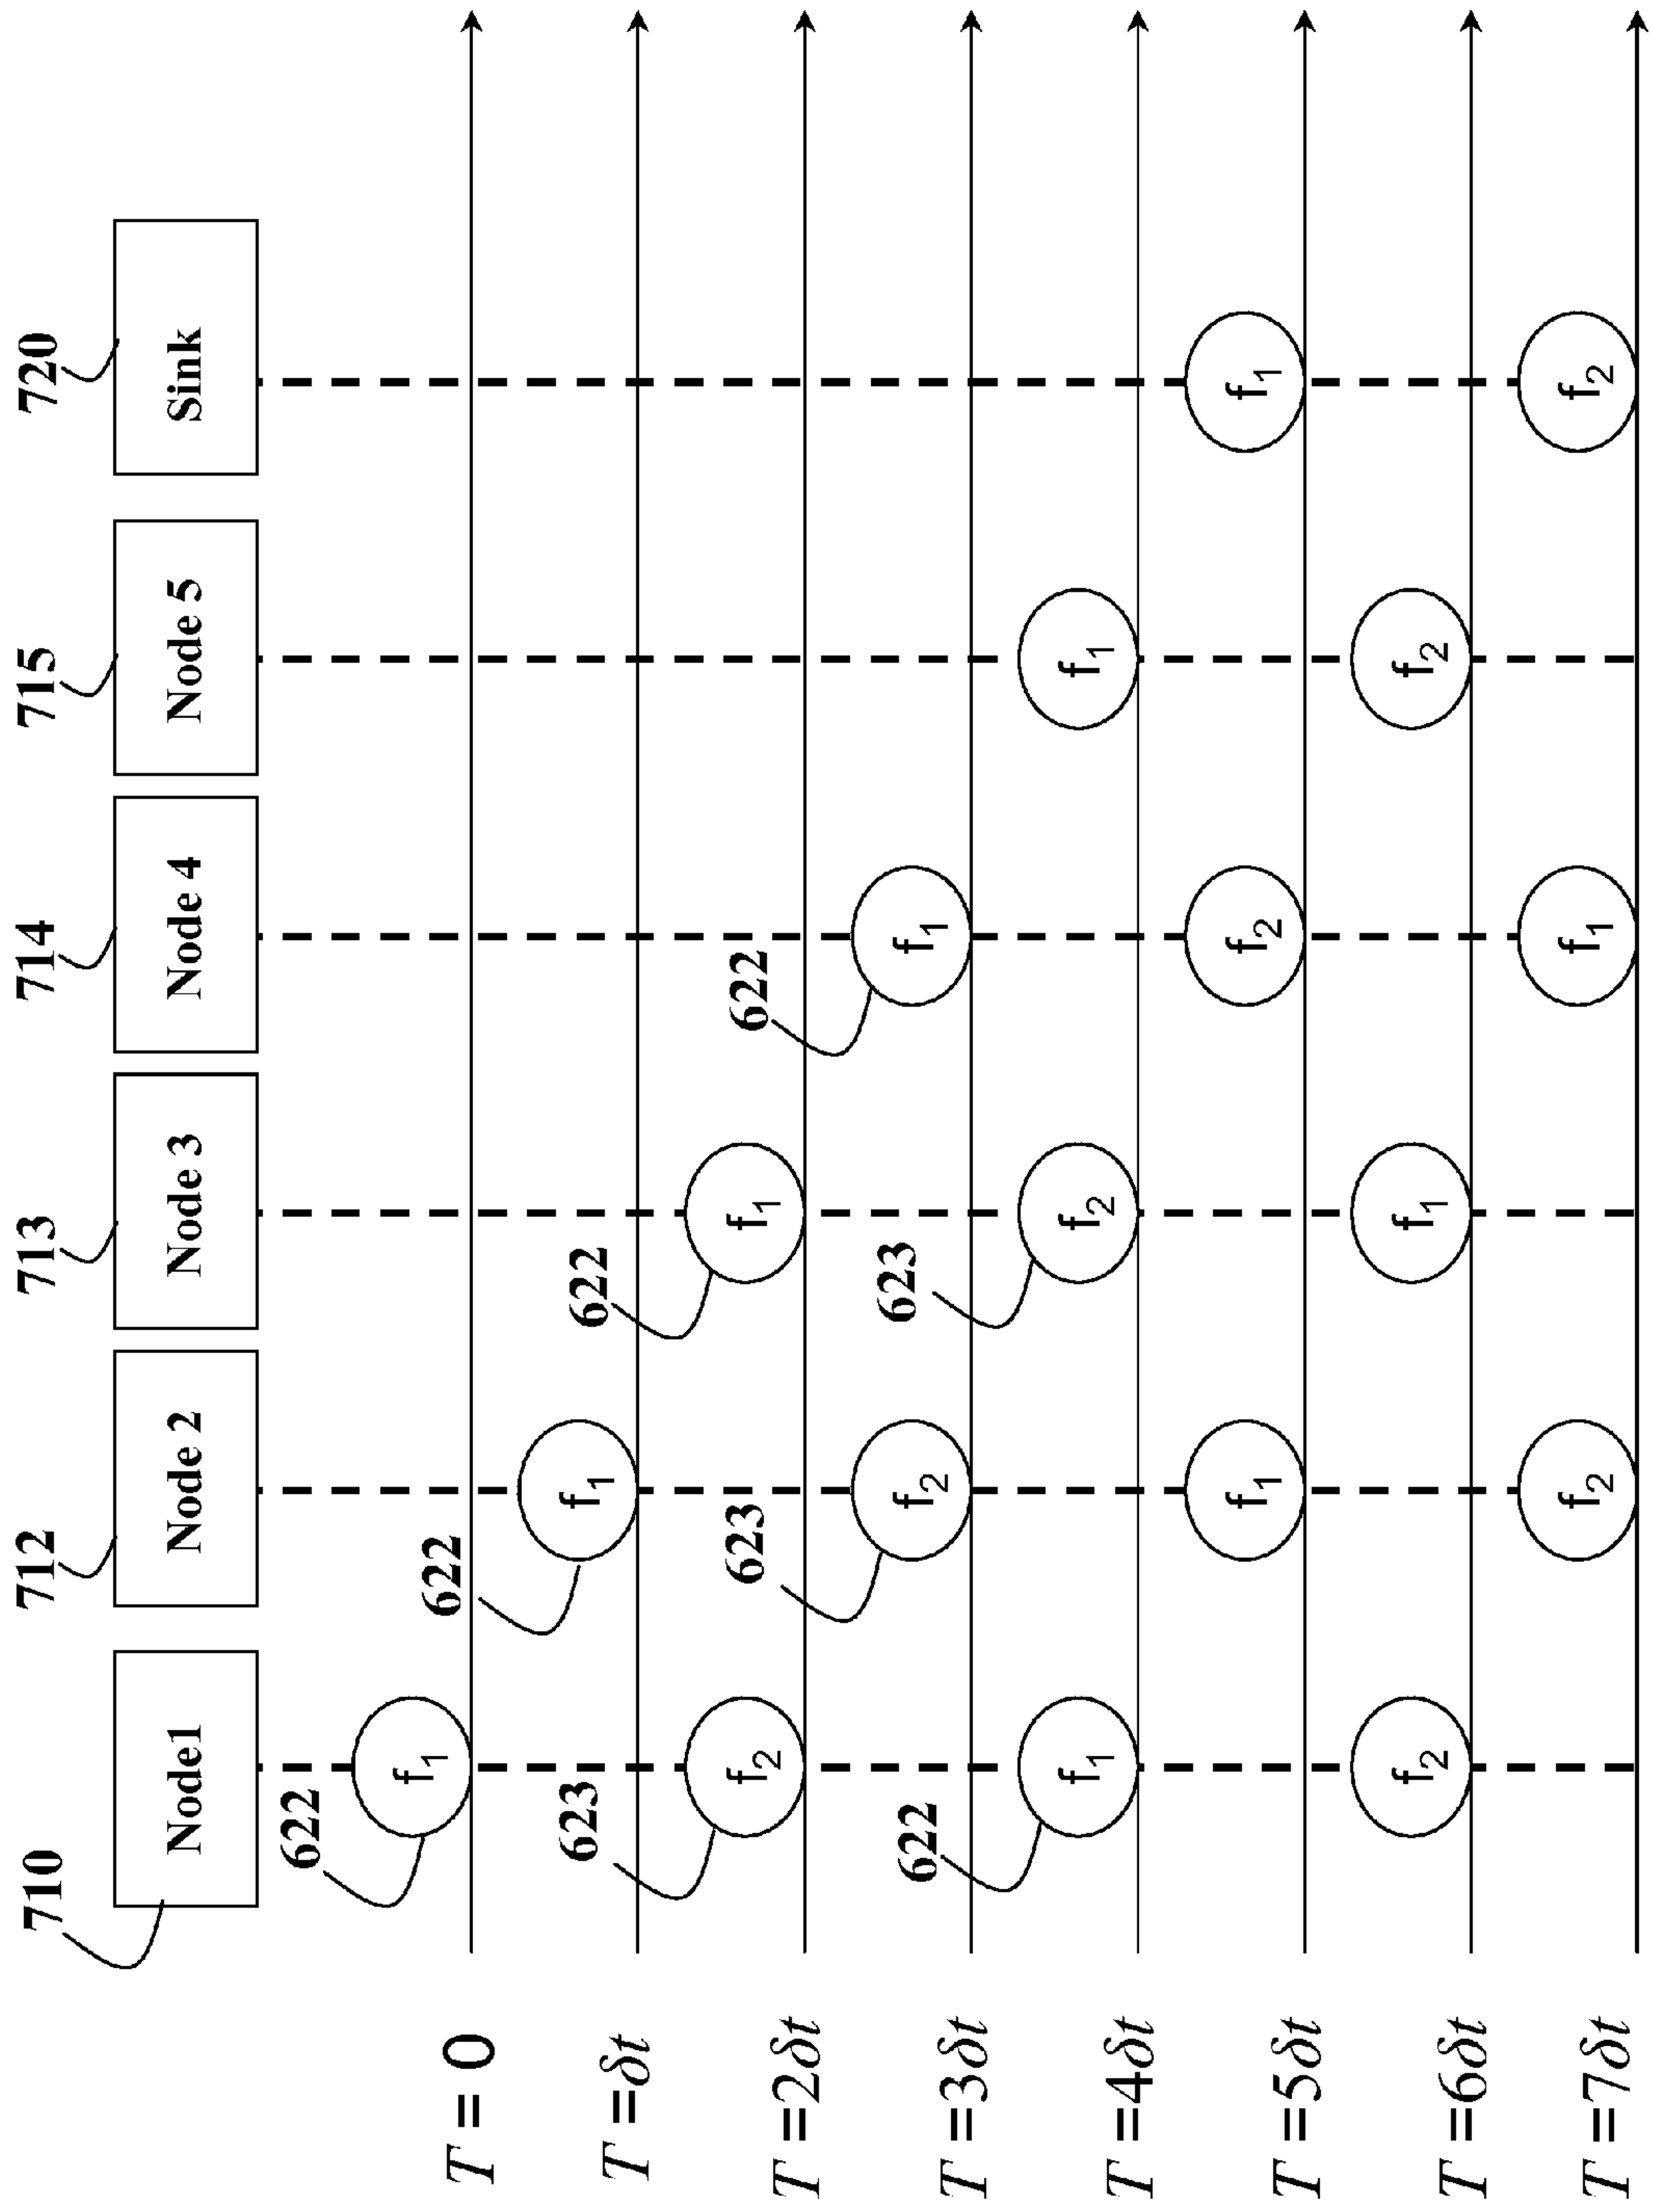 710 712 713 714 715 720
Node1 Node 2 Node 3 Node 4 Node 5 Sink
622
f1 622
T = 0
623 f1 622
T =δt
f2 623 f1 622
T =2δt
622 f2 623 f1
T =3δt
f1 f2 f1
T =4δt
f1 f2 f1
T =5δt
f2 f1 f2
T =6δt
f2 f1 f2
T =7δt